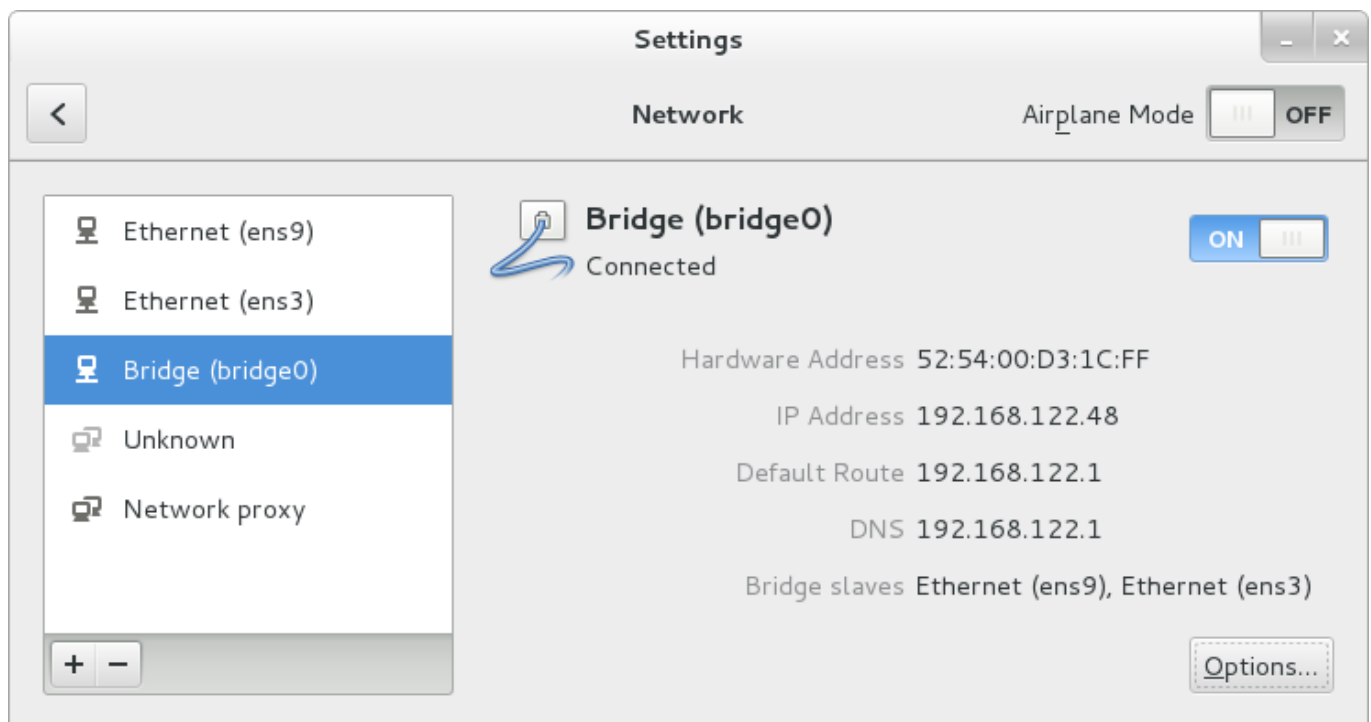 Settings
Network
Airplane Mode OFF
Ethernet (ens9)
Ethernet (ens3)
Bridge (bridge0)
Unknown
Network proxy
Bridge (bridge0)
ON
Connected
Hardware Address 52:54:00:D3:1C:FF
IP Address 192.168.122.48
Default Route 192.168.122.1
DNS 192.168.122.1
Bridge slaves Ethernet (ens9), Ethernet (ens3)
Options...